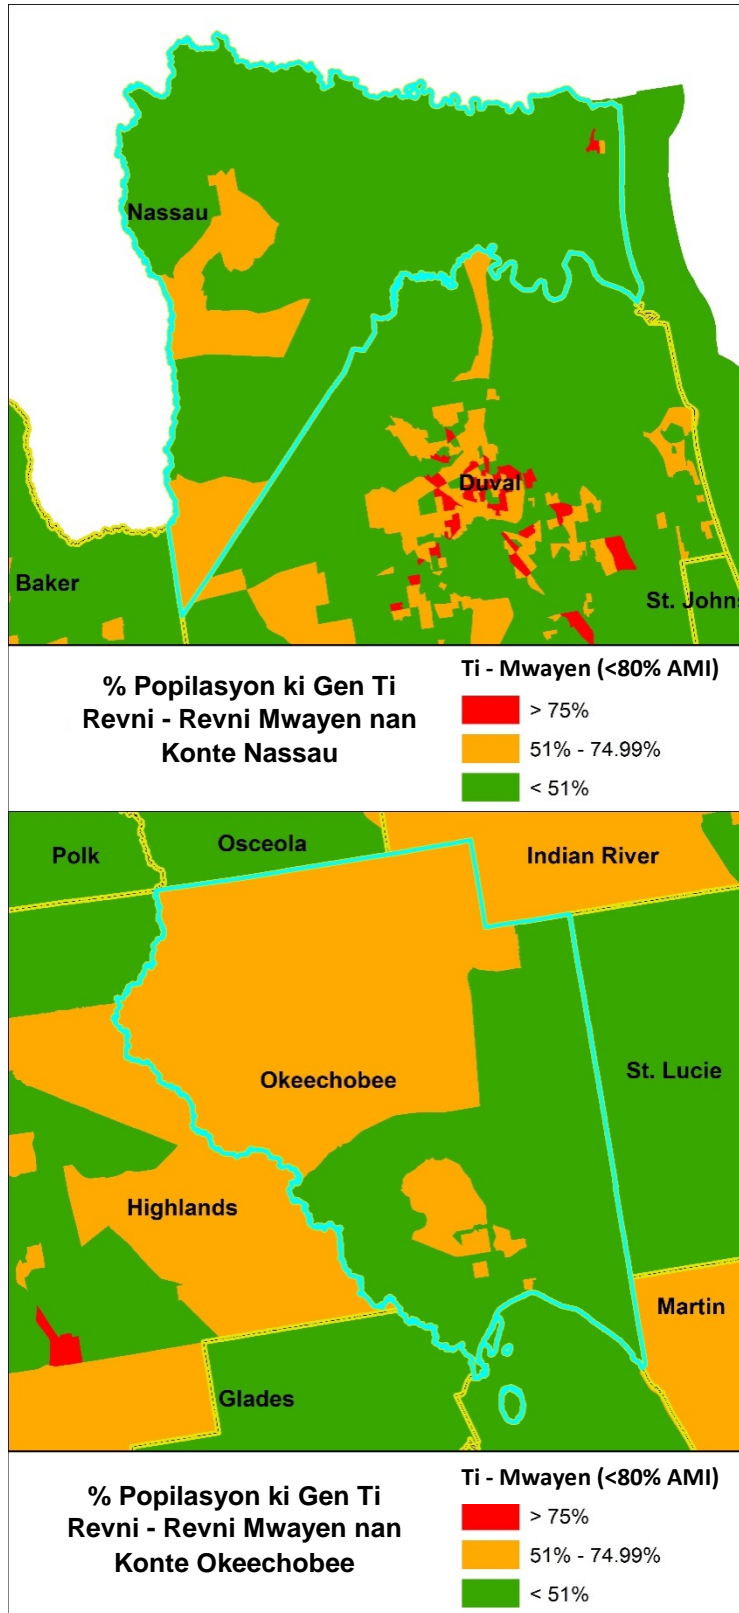 Nassau
Duval
Baker
St. Johns
% Popilasyon ki Gen Ti
Revni - Revni Mwayen nan
Konte Nassau
Ti - Mwayen (<80% AMI)
> 75%
51% - 74.99%
< 51%
Polk
Osceola
Indian River
Okeechobee
St. Lucie
Highlands
Martin
Glades
% Popilasyon ki Gen Ti
Revni - Revni Mwayen nan
Konte Okeechobee
Ti - Mwayen (<80% AMI)
> 75%
51% - 74.99%
< 51%